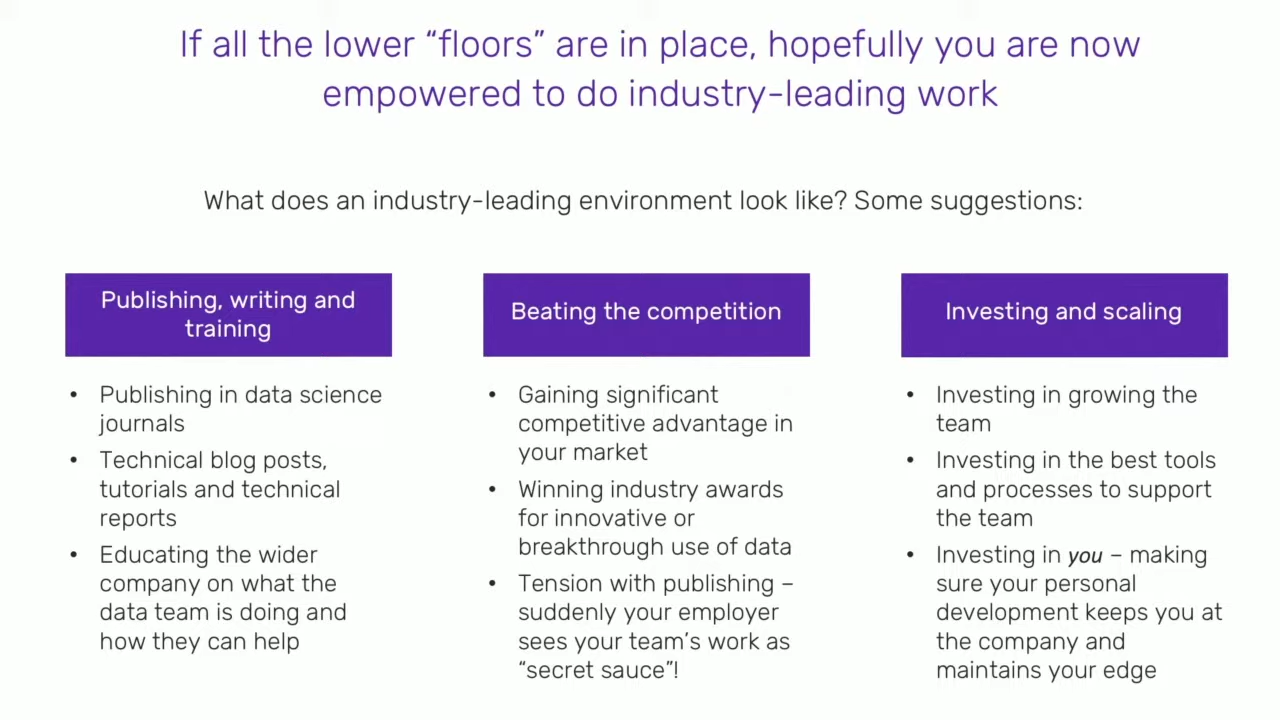 If all the lower “floors” are in place, hopefully you are now
empowered to do industry-leading work
What does an industry-leading environment look like? Some suggestions:
Publishing, writing and
training
• Publishing in data science
journals
• Technical blog posts,
tutorials and technical
reports
• Educating the wider
company on what the
data team is doing and
how they can help
Beating the competition
• Gaining significant
competitive advantage in
your market
• Winning industry awards
for innovative or
breakthrough use of data
• Tension with publishing –
suddenly your employer
sees your team’s work as
“secret sauce”!
Investing and scaling
• Investing in growing the
team
• Investing in the best tools
and processes to support
the team
• Investing in you – making
sure your personal
development keeps you at
the company and
maintains your edge